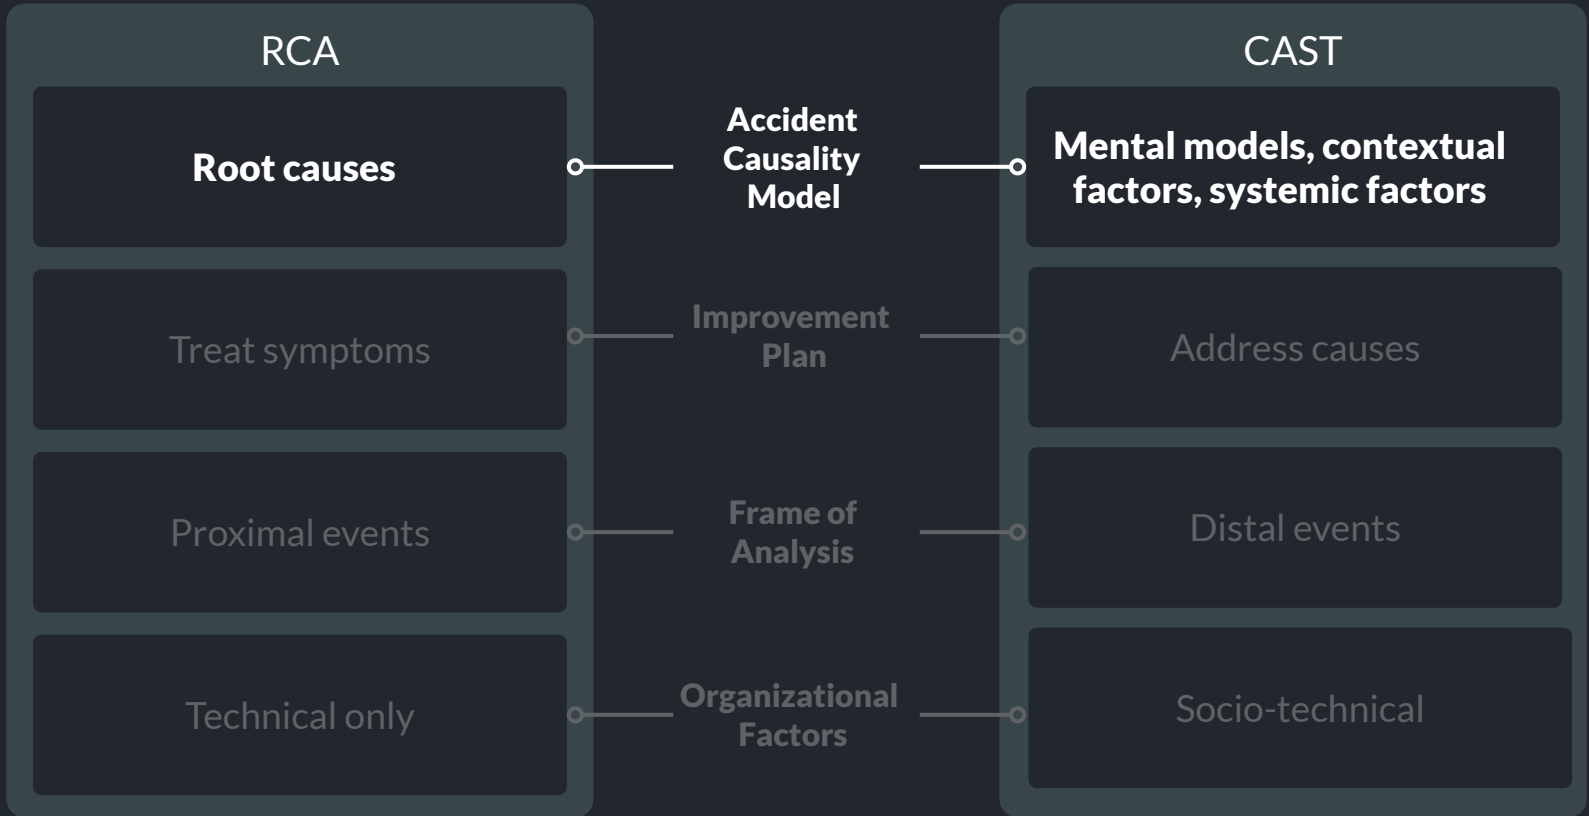 RCA
CAST
Root causes
Accident
Causality
Model
Mental models, contextual
factors, systemic factors
Treat symptoms
Improvement
Plan
Address causes
Proximal events
Frame of
Analysis
Distal events
Technical only
Organizational
Factors
Socio-technical